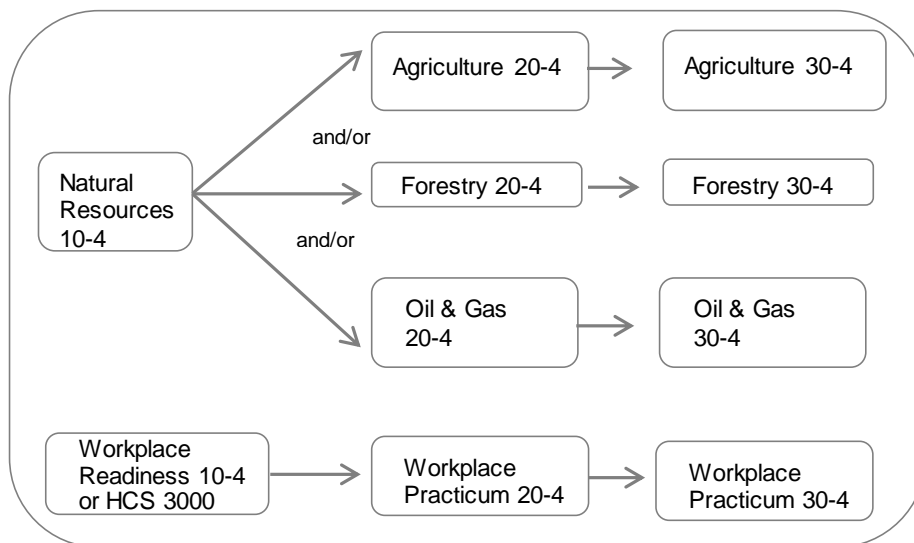 Agriculture 20-4
Agriculture 30-4
and/or
Natural
Resources
10-4
Forestry 20-4
Forestry 30-4
and/or
Oil & Gas
20-4
Oil & Gas
30-4
Workplace
Readiness 10-4
or HCS 3000
Workplace
Practicum 20-4
Workplace
Practicum 30-4